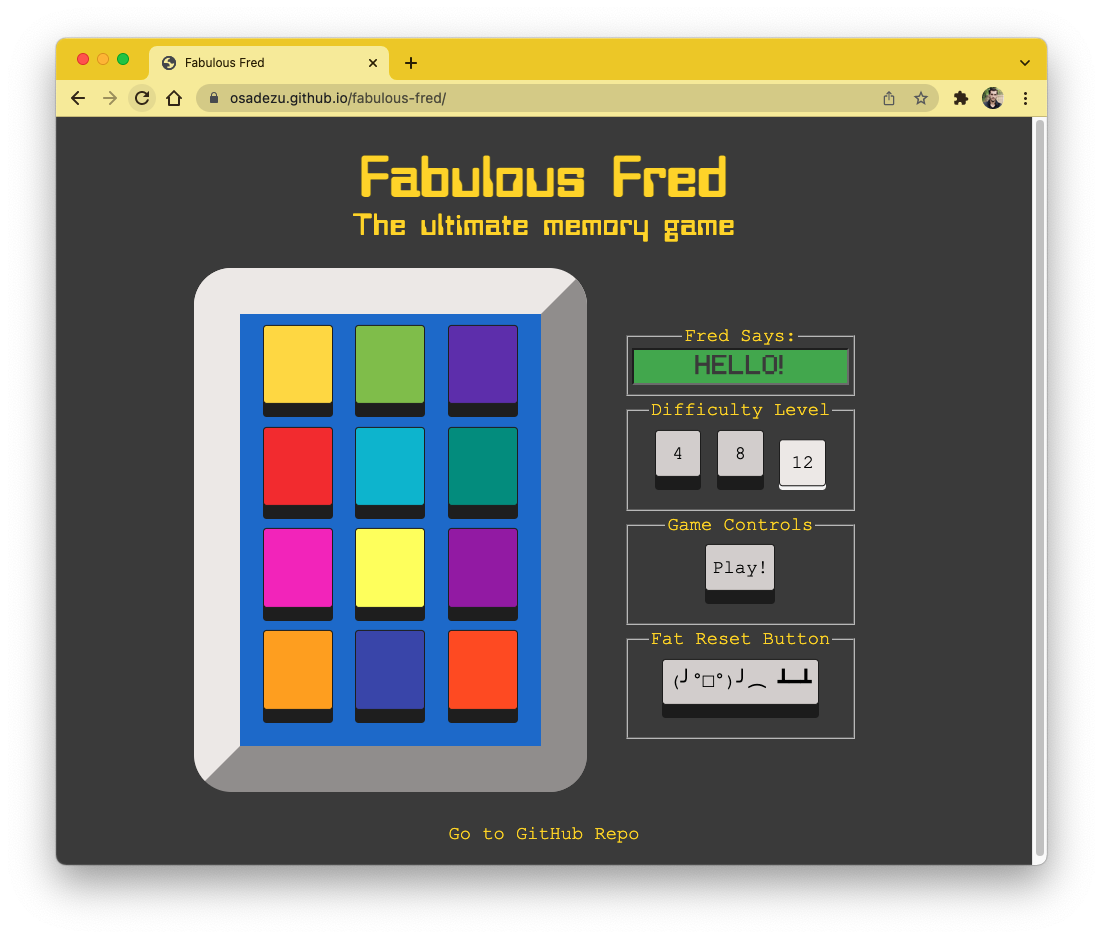 Fabulous Fred
osadezu.github.io/fabulous-fred/
Fabulous Fred
The ultimate memory game
Fred Says:
HELLO!
Difficulty Level
4 8 12
Game Controls
Play!
Fat Reset Button
(╯°□°)╯︵ ┻━┻
Go to GitHub Repo